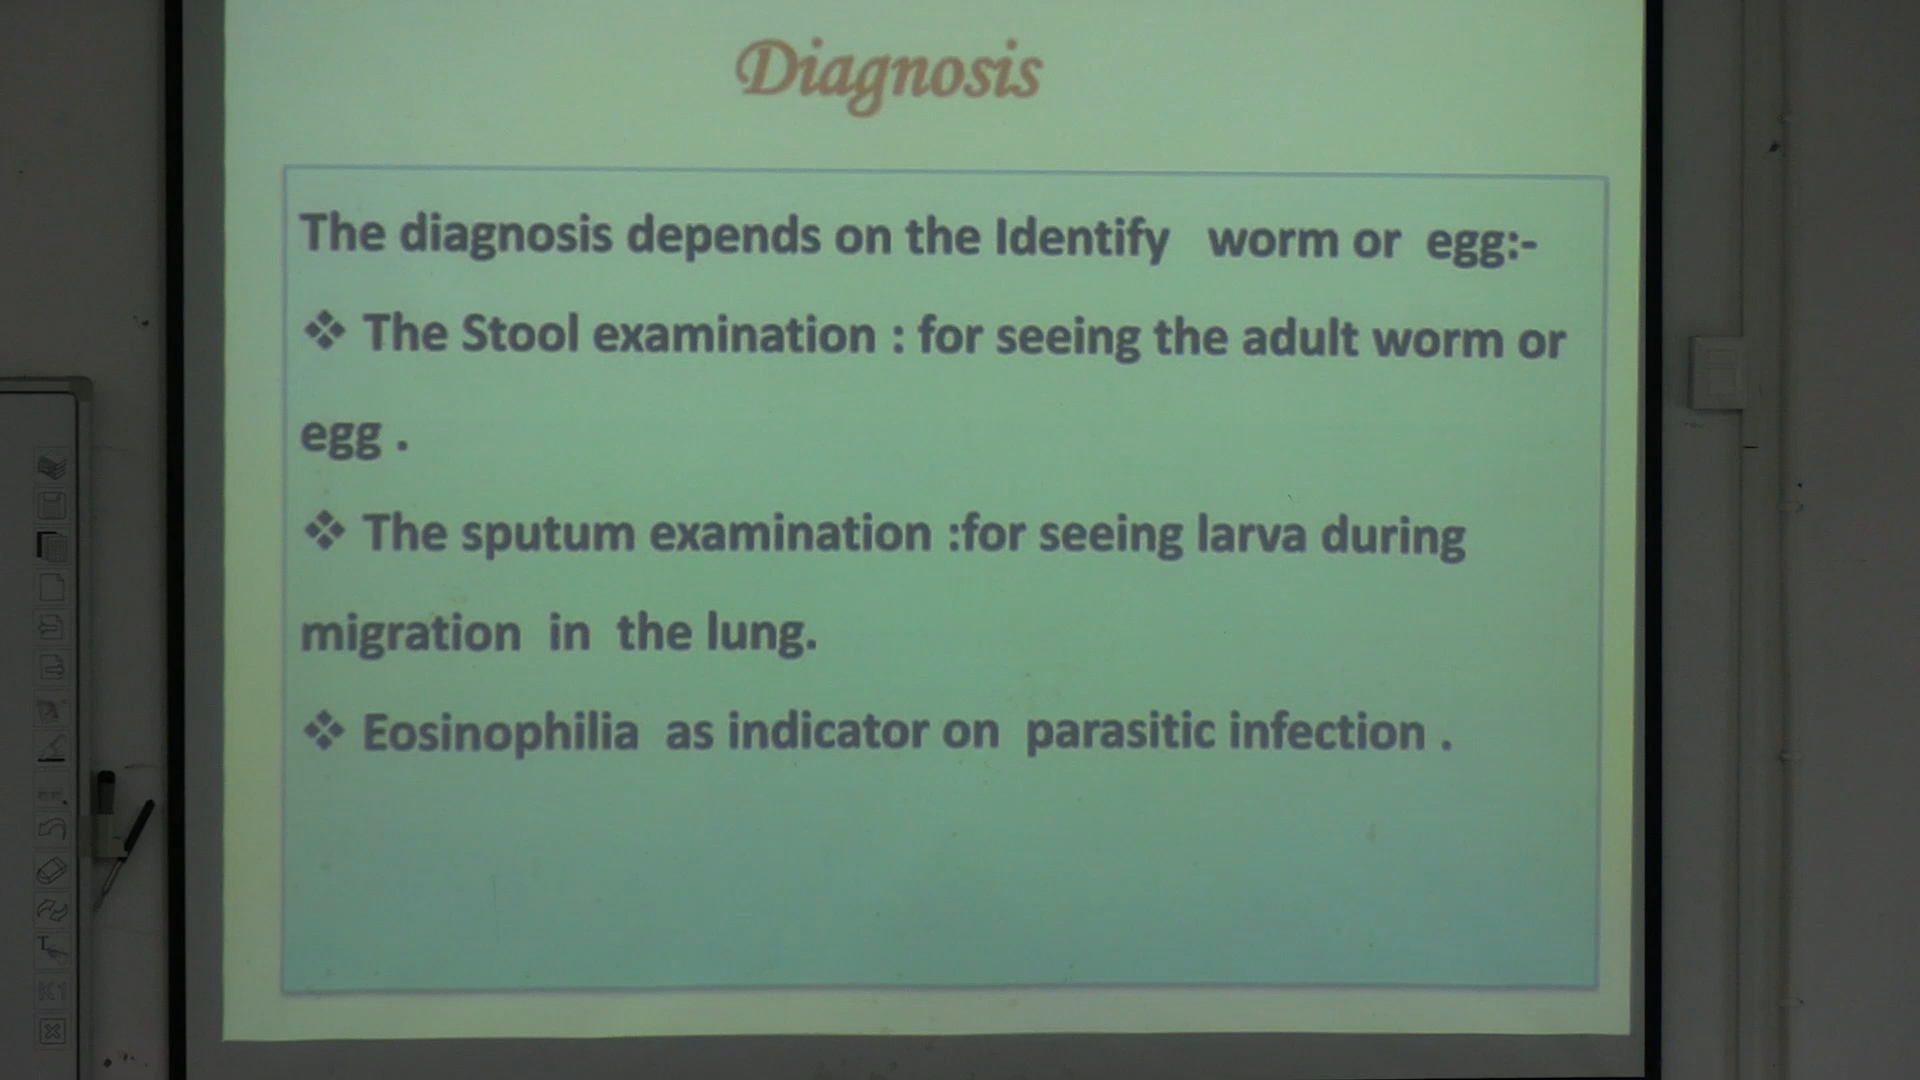 Diagnosis
The diagnosis depends on the Identify worm or egg:-
❖ The Stool examination : for seeing the adult worm or
egg .
❖ The sputum examination :for seeing larva during
migration in the lung.
❖ Eosinophilia as indicator on parasitic infection .
T
K1